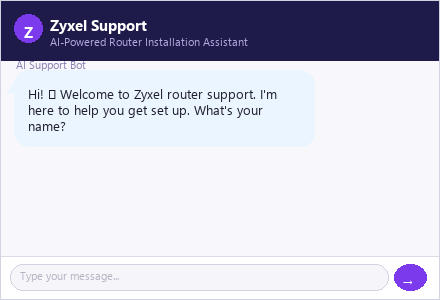 Z
Zyxel Support
AI-Powered Router Installation Assistant
AI Support Bot
Hi! Welcome to Zyxel router support. I'm
here to help you get set up. What's your
name?
Type your message...
→